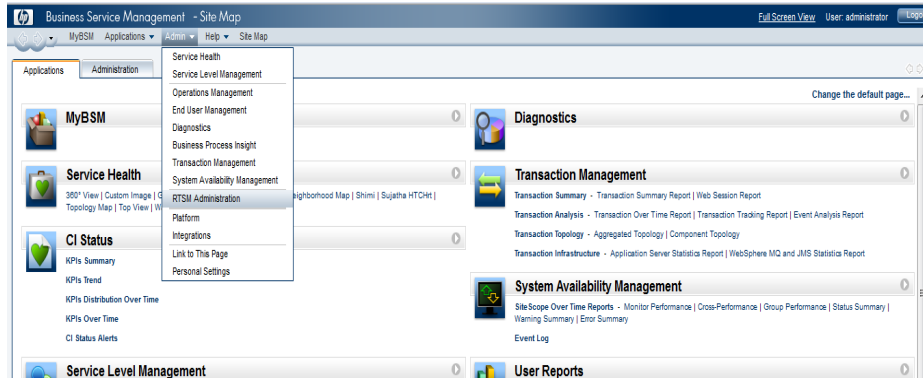 hp Business Service Management - Site Map
Full Screen View User: administrator Logo
MyBSM Applications Admin Help Site Map
Applications Administration
Service Health
Service Level Management
Operations Management
End User Management
Diagnostics
Business Process Insight
Transaction Management
System Availability Management
RTSM Administration
Platform
Integrations
Link to This Page
Personal Settings
Change the default page...
MyBSM
Service Health
360° View | Custom Image | G
eighborhood Map | Shimi | Sujatha HTCHrt |
Topology Map | Top View | W
CI Status
KPIs Summary
KPIs Trend
KPIs Distribution Over Time
KPIs Over Time
CI Status Alerts
Service Level Management
Diagnostics
Transaction Management
Transaction Summary - Transaction Summary Report | Web Session Report
Transaction Analysis - Transaction Over Time Report | Transaction Tracking Report | Event Analysis Report
Transaction Topology - Aggregated Topology | Component Topology
Transaction Infrastructure - Application Server Statistics Report | WebSphere MQ and JMS Statistics Report
System Availability Management
SiteScope Over Time Reports - Monitor Performance | Cross-Performance | Group Performance | Status Summary |
Warning Summary | Error Summary
Event Log
User Reports